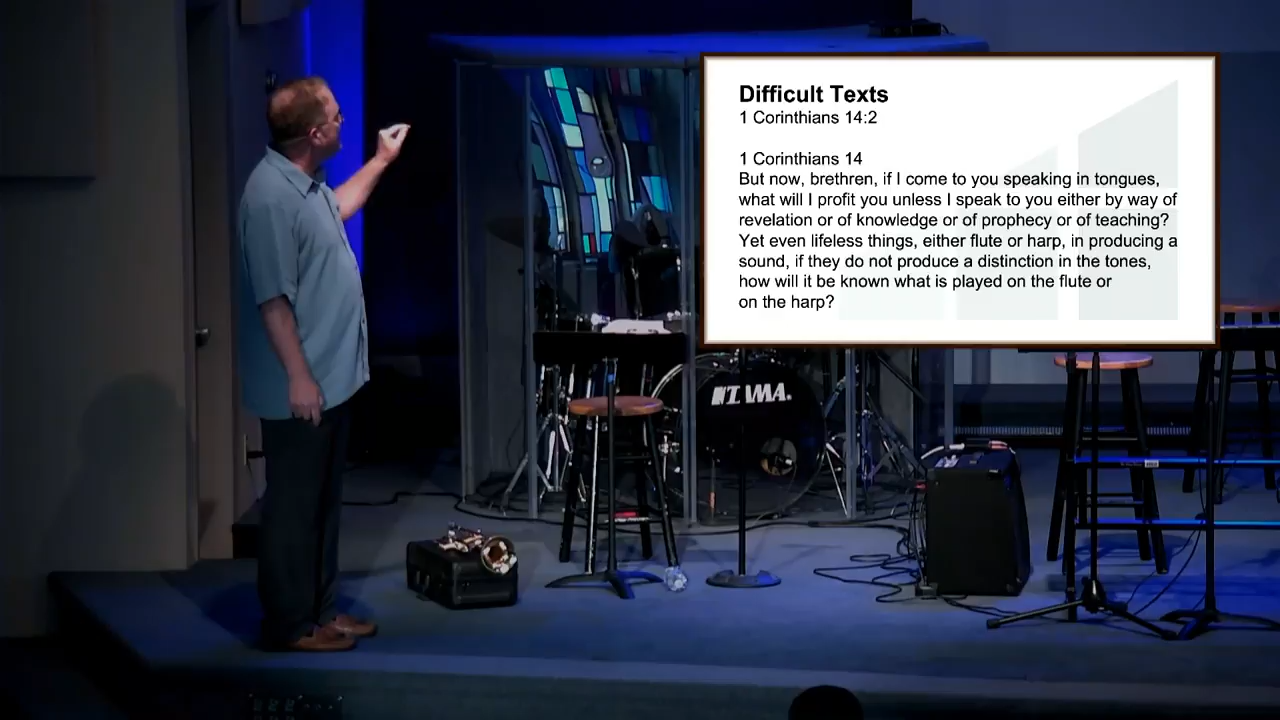 Difficult Texts
1 Corinthians 14:2
1 Corinthians 14
But now, brethren, if I come to you speaking in tongues,
what will I profit you unless I speak to you either by way of
revelation or of knowledge or of prophecy or of teaching?
Yet even lifeless things, either flute or harp, in producing a
sound, if they do not produce a distinction in the tones,
how will it be known what is played on the flute or
on the harp?
TAMA.